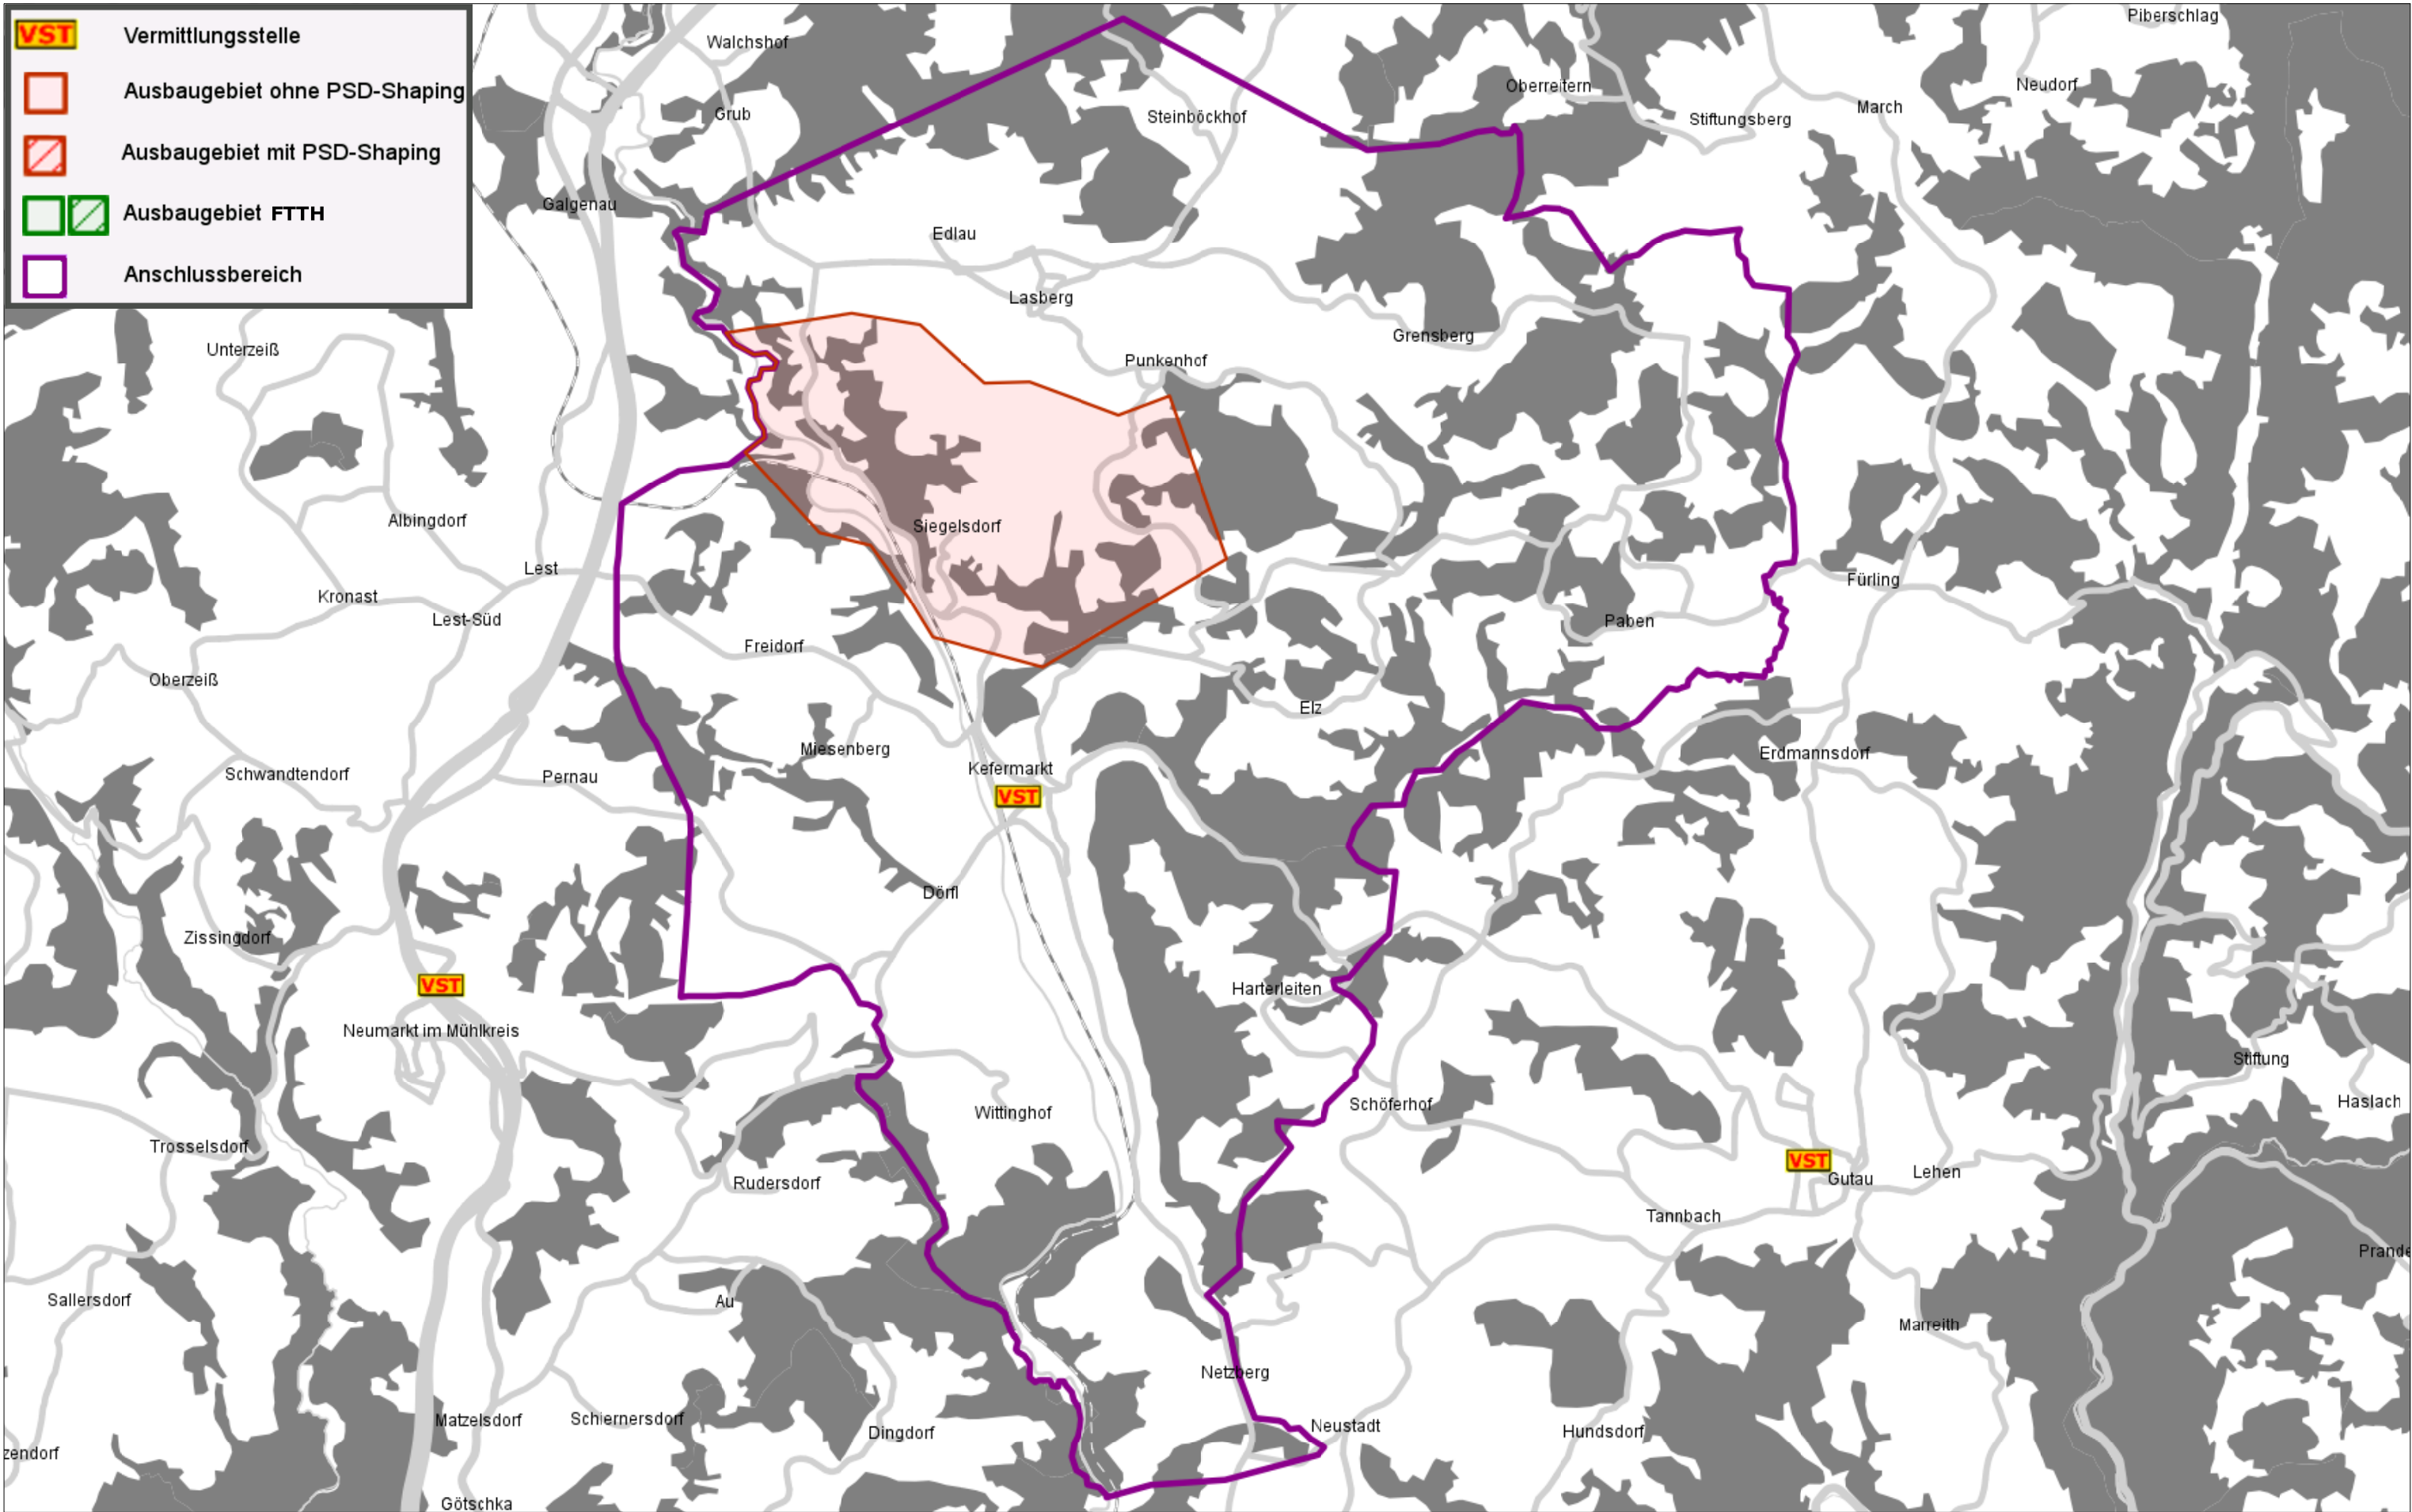 VST Vermittlungsstelle
Ausbaugebiet ohne PSD-Shaping
Ausbaugebiet mit PSD-Shaping
Ausbaugebiet FTTH
Anschlussbereich
Piberschlag
Walchshof
Oberreitern
Neudorf
Grub
Steinböckhof
Stiftungsberg
March
Galgenau
Edlau
Lasberg
Unterzeiß
Grensberg
Punkenhof
Albingdorf
Siegelsdorf
Lest
Fürling
Kronast
Lest-Süd
Paben
Freidorf
Oberzeiß
Elz
Miesenberg
Erdmannsdorf
Schwandtendorf
Pernau
Kefermarkt
VST
Dörfl
Zissingdorf
VST
Harterleiten
Neumarkt im Mühlkreis
Stiftung
Wittinghof
Schöferhof
Haslach
Trosselsdorf
VST
Rudersdorf
Gutau
Lehen
Tannbach
Prande
Sallersdorf
Au
Marreith
Netzberg
Matzelsdorf
Schiernersdorf
Dingdorf
Neustadt
Hundsdorf
zendorf
Götschka